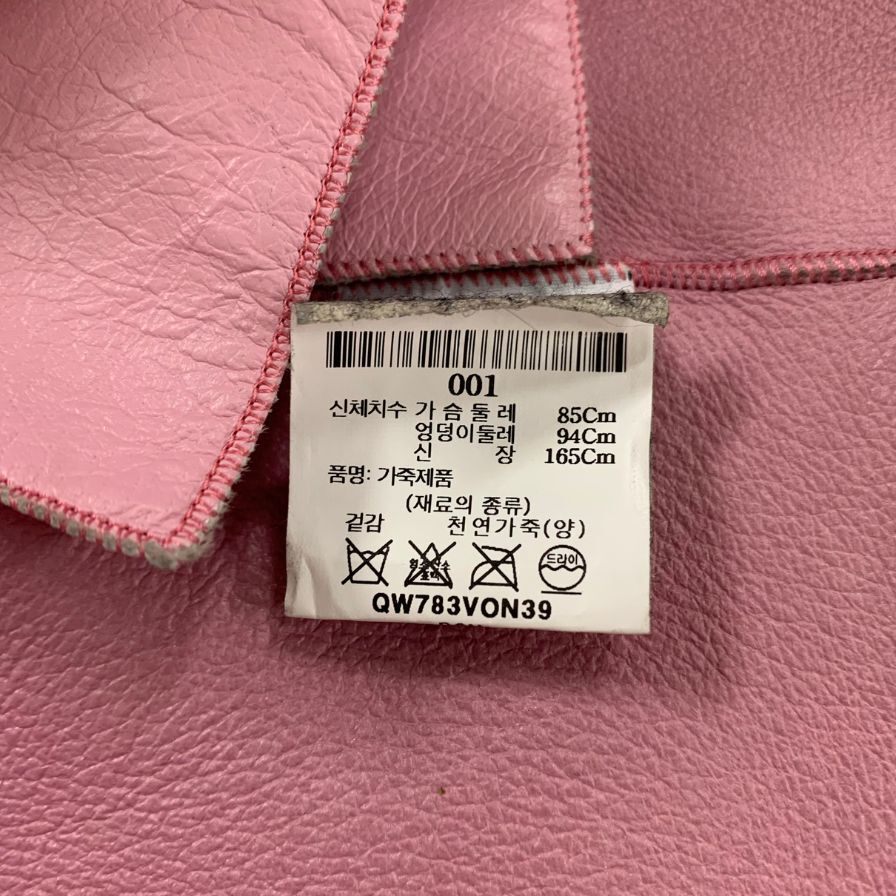 001
신체치수 가 슴 둘 레 85Cm
엉덩이둘레 94Cm
신 장 165Cm
품명: 가죽제품
(재료의 종류)
겉감 천연가죽(양)
드라이
QW783VON39